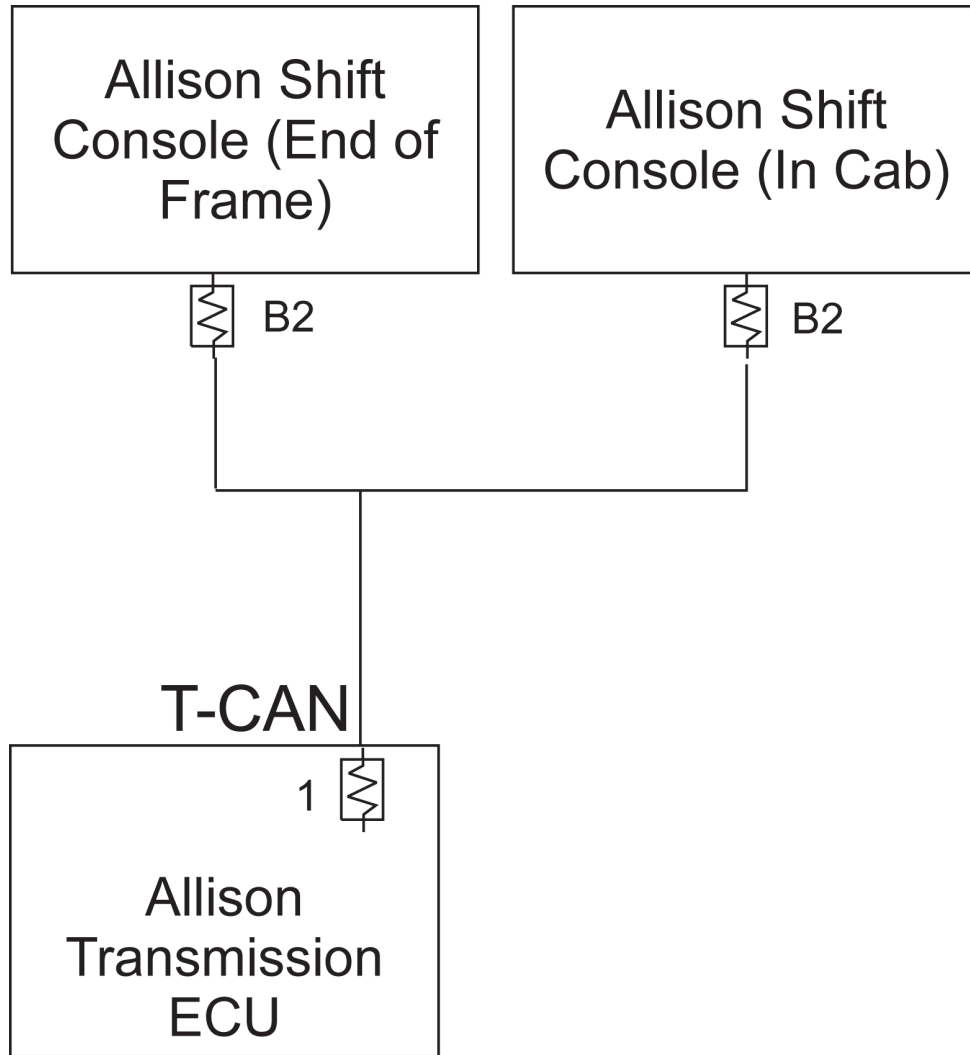 Allison Shift
Console (End of
Frame)
Allison Shift
Console (In Cab)
B2
B2
T-CAN
1
Allison
Transmission
ECU